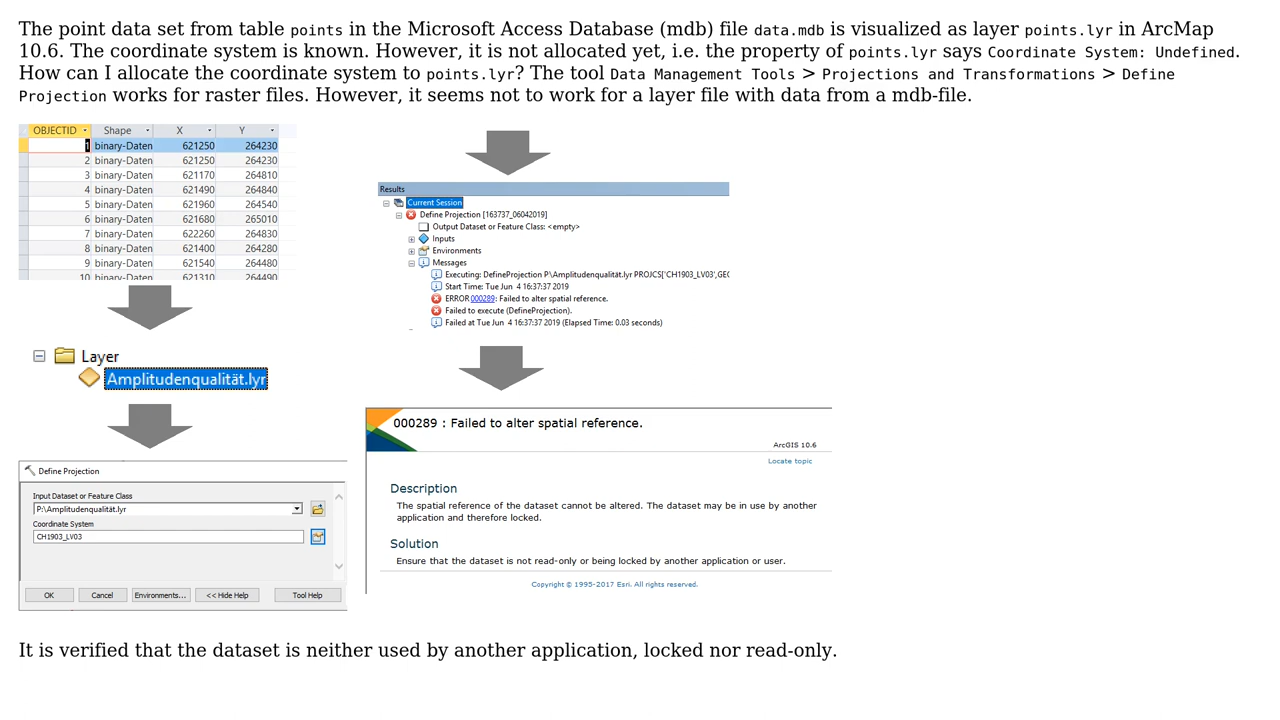 The point data set from table points in the Microsoft Access Database (mdb) file data.mdb is visualized as layer points.lyr in ArcMap
10.6. The coordinate system is known. However, it is not allocated yet, i.e. the property of points.lyr says Coordinate System: Undefined.
How can I allocate the coordinate system to points.lyr? The tool Data Management Tools > Projections and Transformations > Define
Projection works for raster files. However, it seems not to work for a layer file with data from a mdb-file.
OBJECTID Shape X Y
1 binary-Daten 621250 264230
2 binary-Daten 621250 264230
3 binary-Daten 621170 264810
4 binary-Daten 621490 264840
5 binary-Daten 621960 264540
6 binary-Daten 621680 265010
7 binary-Daten 622260 264830
8 binary-Daten 621400 264280
9 binary-Daten 621540 264480
10 binary-Daten 621310 264490
Layer
Amplitudenqualität.lyr
Define Projection
Input Dataset or Feature Class
P:\Amplitudenqualität.lyr
Coordinate System
CH1903_LV03
OK Cancel Environments... << Hide Help Tool Help
Results
Current Session
Define Projection [163737_06042019]
Output Dataset or Feature Class: <empty>
Inputs
Environments
Messages
Executing: DefineProjection P:\Amplitudenqualität.lyr PROJCS['CH1903_LV03',GEO
Start Time: Tue Jun 4 16:37:37 2019
ERROR 000289: Failed to alter spatial reference.
Failed to execute (DefineProjection).
Failed at Tue Jun 4 16:37:37 2019 (Elapsed Time: 0.03 seconds)
000289 : Failed to alter spatial reference.
ArcGIS 10.6
Locate topic
Description
The spatial reference of the dataset cannot be altered. The dataset may be in use by another
application and therefore locked.
Solution
Ensure that the dataset is not read-only or being locked by another application or user.
Copyright © 1995-2017 Esri. All rights reserved.
It is verified that the dataset is neither used by another application, locked nor read-only.